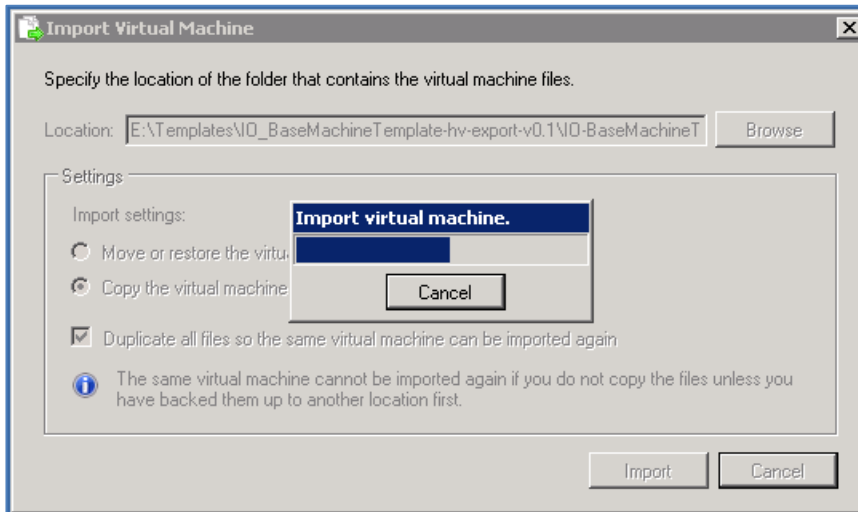 Import Virtual Machine
Specify the location of the folder that contains the virtual machine files.
Location: E:\Templates\IO_BaseMachineTemplate-hv-export-v0.1\IO-BaseMachineT Browse
Settings
Import settings:
Move or restore the virtu
Copy the virtual machine
Import virtual machine.
Cancel
Duplicate all files so the same virtual machine can be imported again
The same virtual machine cannot be imported again if you do not copy the files unless you
have backed them up to another location first.
Import Cancel